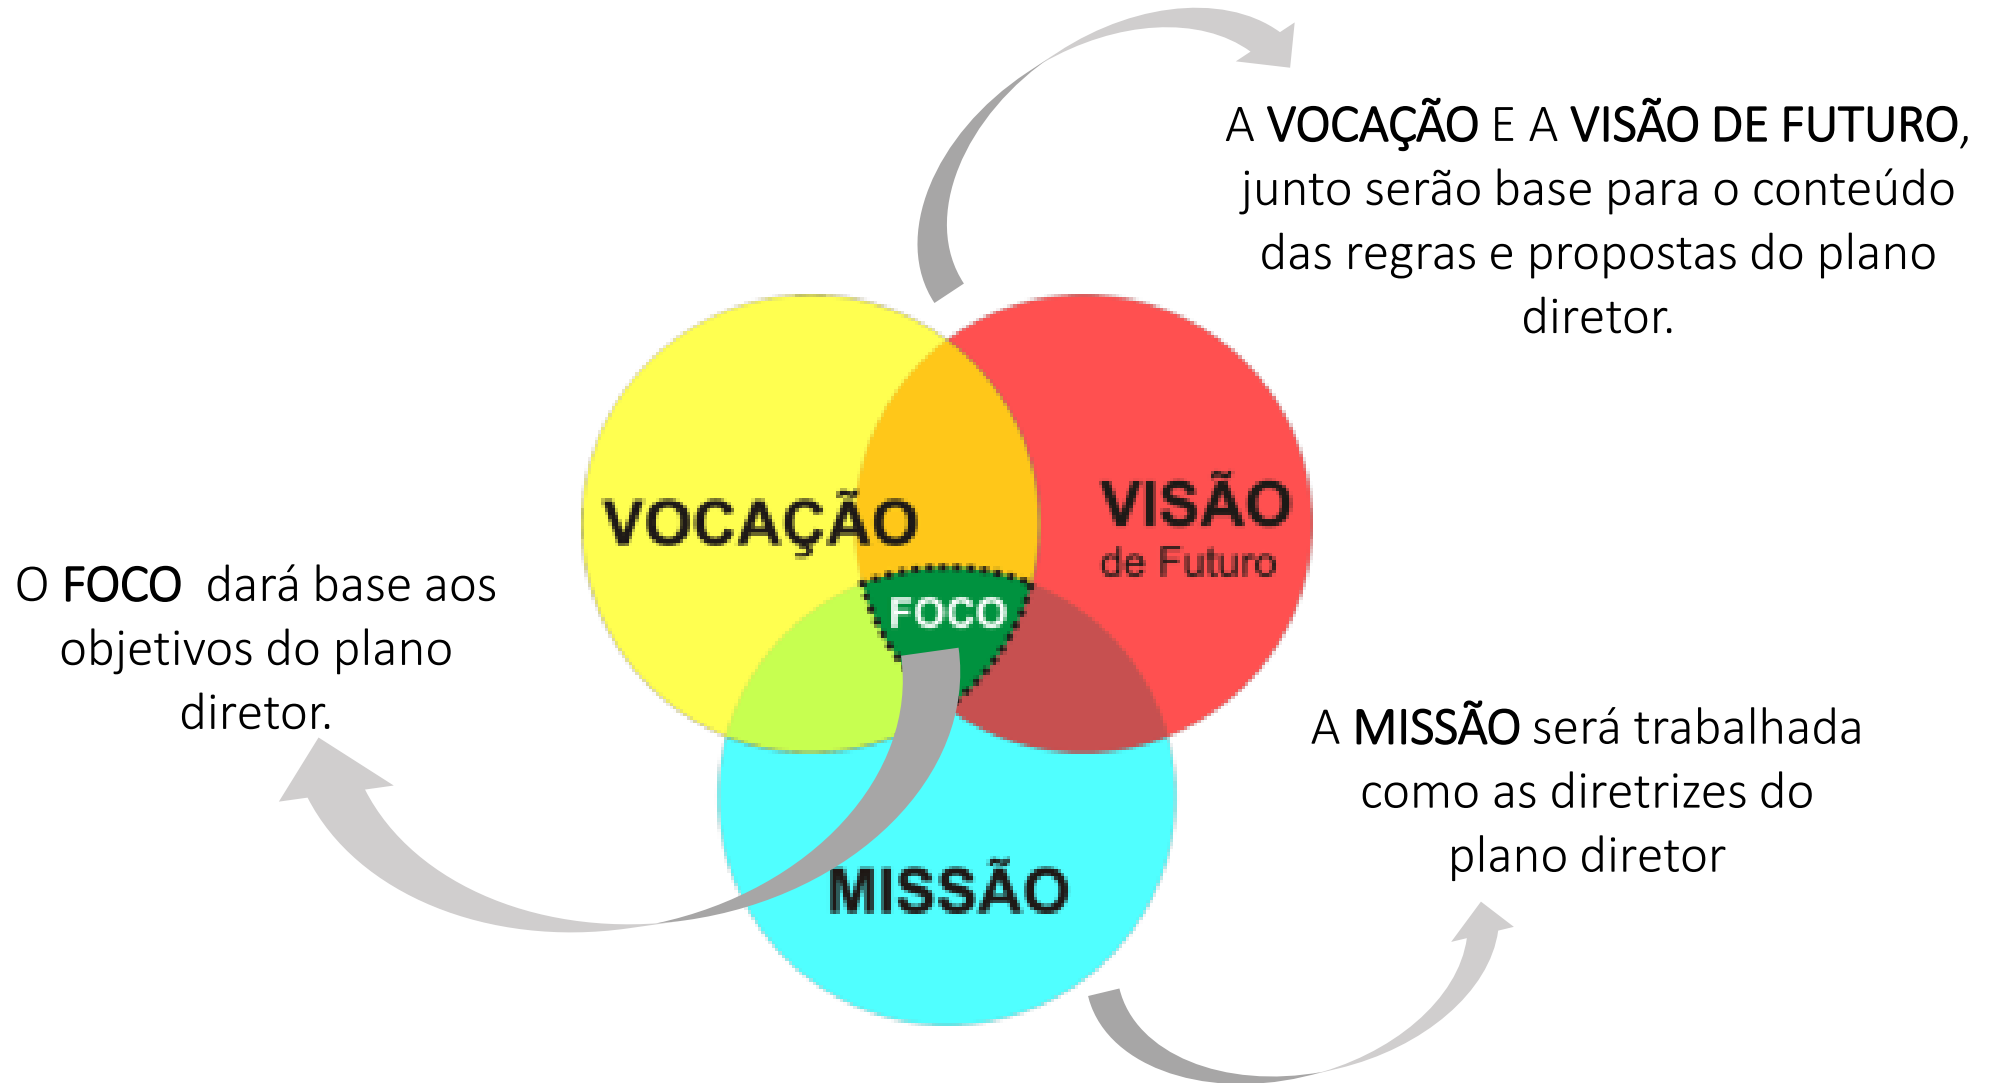 A VOCAÇÃO E A VISÃO DE FUTURO,
junto serão base para o conteúdo
das regras e propostas do plano
diretor.
VOCAÇÃO
VISÃO
de Futuro
FOCO
MISSÃO
O FOCO dará base aos
objetivos do plano
diretor.
A MISSÃO será trabalhada
como as diretrizes do
plano diretor